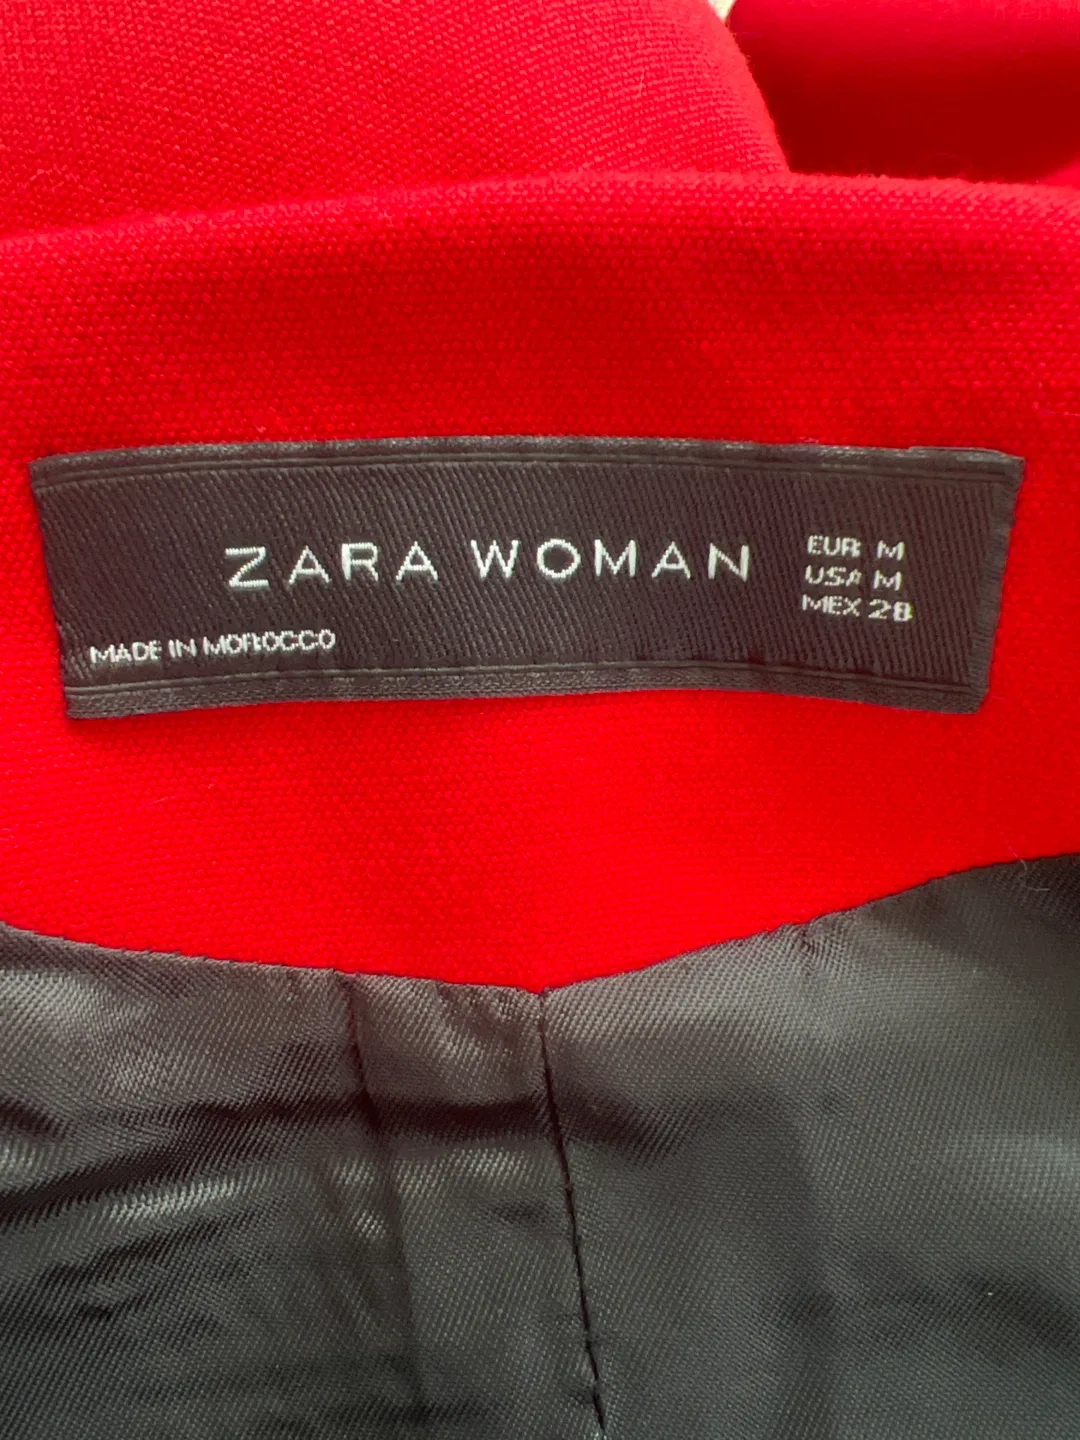 ZARA WOMAN
EUR M
USA M
MEX 28
MADE IN MOROCCO